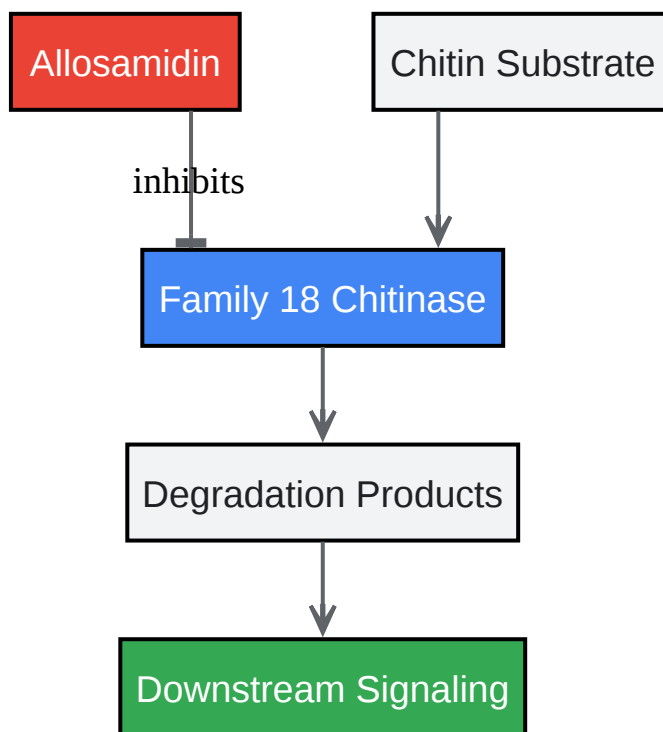 Allosamidin
Chitin Substrate
inhibits
Family 18 Chitinase
Degradation Products
Downstream Signaling